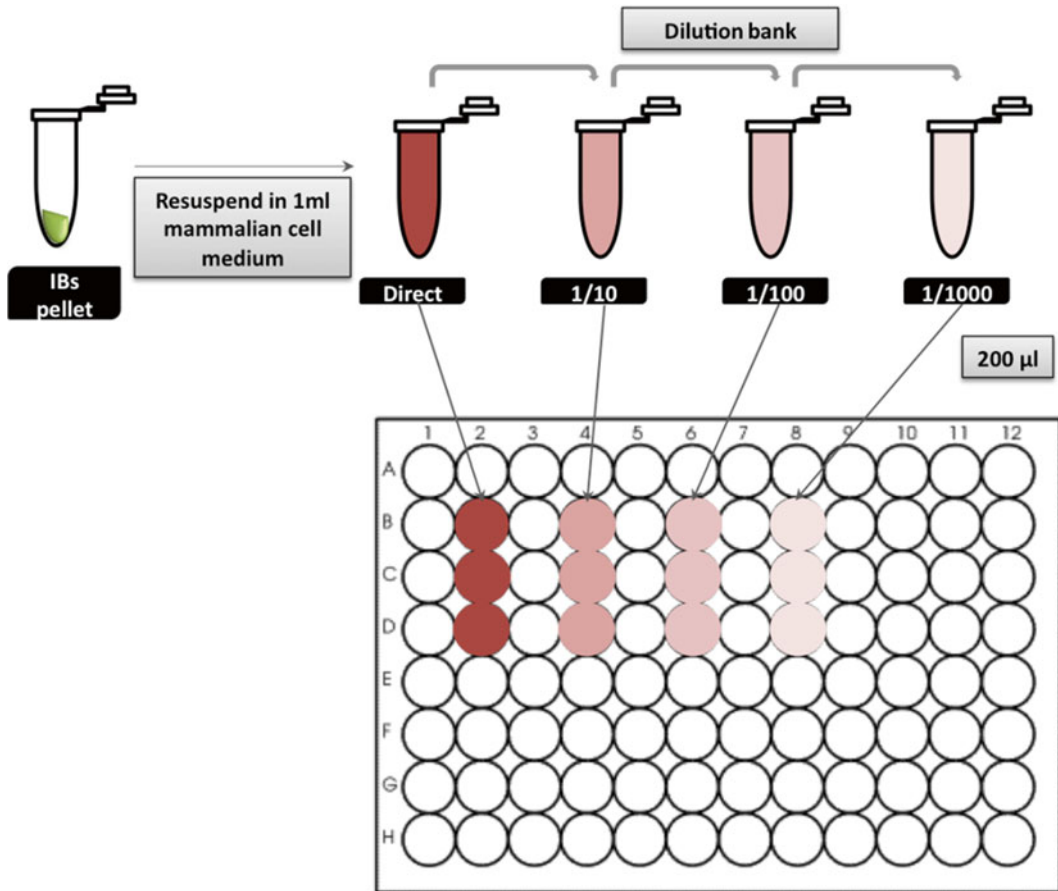 Dilution bank
Resuspend in 1ml
mammalian cell
medium
IBs
pellet
Direct
1/10
1/100
1/1000
200 µl
1 2 3 4 5 6 7 8 9 10 11 12
A
B
C
D
E
F
G
H